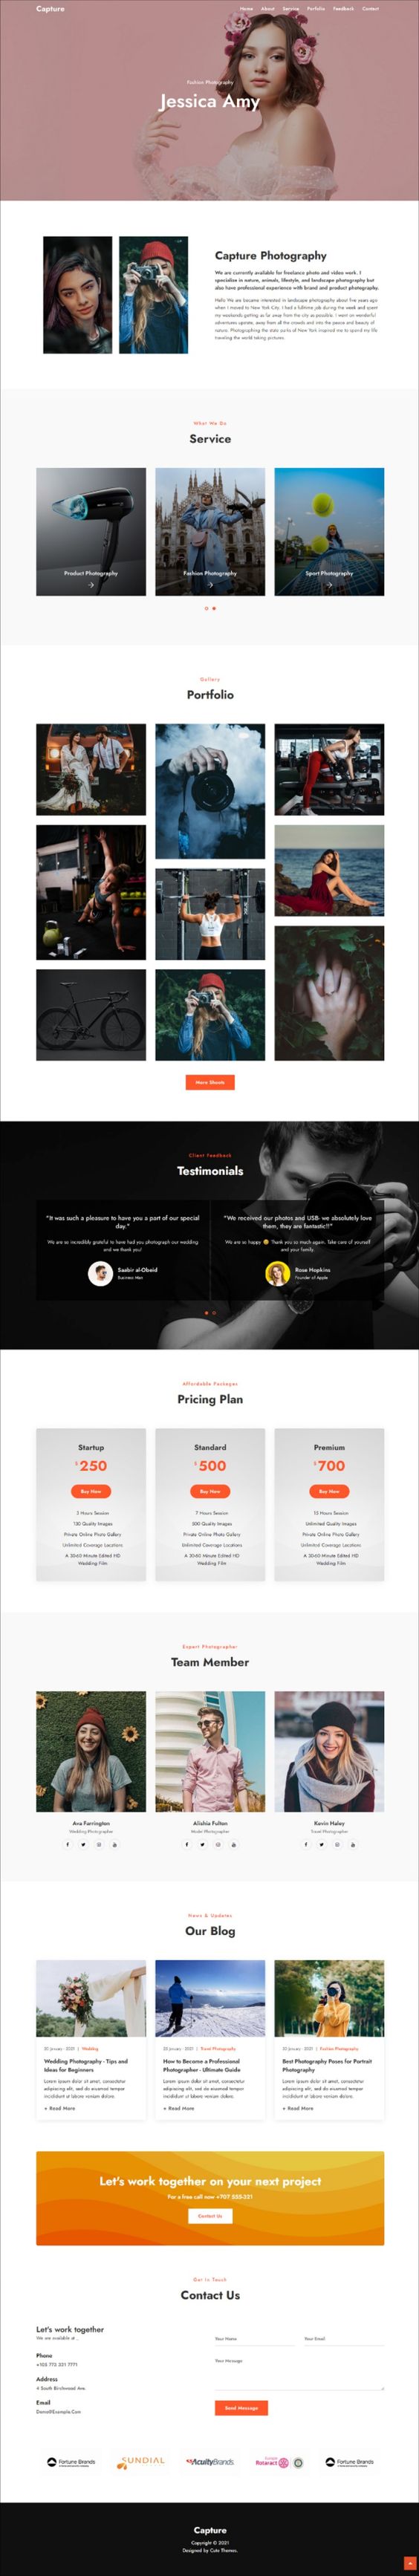 Capture
Home About Service Portfolio Feedback Contact
Fashion Photography
Jessica Amy
Capture Photography
We are currently available for freelance photo and video work. I
specialize in nature, animals, lifestyle, and landscape photography but
also have professional experience with brand and product photography.
Hello We are became interested in landscape photography about five years ago
when I moved to New York City. I had a fulltime job during the week and spent
my weekends getting as far away from the city as possible. I went on wonderful
adventures upstate, away from all the crowds and into the peace and beauty of
nature. Photographing the state parks of New York inspired me to spend my life
traveling the world taking pictures.
What We Do
Service
Product Photography
Fashion Photography
Sport Photography
Gallery
Portfolio
More Shoots
Client Feedback
Testimonials
"It was such a pleasure to have you a part of our special
day."
We are so incredibly grateful to have had you photograph our wedding
and we thank you!
Saabir al-Obeid
Business Man
"We received our photos and USB- we absolutely love
them, they are fantastic!!"
We are so happy 😀 Thank you so much again. Take care of yourself
and your family.
Rose Hopkins
Founder of Apple
Affordable Packages
Pricing Plan
Startup
$250
Buy Now
3 Hours Session
130 Quality Images
Private Online Photo Gallery
Unlimited Coverage Locations
A 30-60 Minute Edited HD
Wedding Film
Standard
$500
Buy Now
7 Hours Session
500 Quality Images
Private Online Photo Gallery
Unlimited Coverage Locations
A 30-60 Minute Edited HD
Wedding Film
Premium
$700
Buy Now
Hours Session
Unlimited Quality Images
Private Online Photo Gallery
Unlimited Coverage Locations
A 30-60 Minute Edited HD
Wedding Film
Expert Photographer
Team Member
Ava Farrington
Wedding Photographer
Alishia Fulton
Model Photographer
Kevin Haley
Travel Photographer
News & Updates
Our Blog
20 January - 2021 | Wedding
Wedding Photography - Tips and
Ideas for Beginners
Lorem ipsum dolor sit amet, consectetur
adipiscing elit, sed do eiusmod tempor
incididunt ut labore veniam dolore.
+ Read More
20 January - 2021 | Travel Photography
How to Become a Professional
Photographer - Ultimate Guide
Lorem ipsum dolor sit amet, consectetur
adipiscing elit, sed do eiusmod tempor
incididunt ut labore veniam dolore.
+ Read More
20 January - 2021 | Fashion Photography
Best Photography Poses for Portrait
Photography
Lorem ipsum dolor sit amet, consectetur
adipiscing elit, sed do eiusmod tempor
incididunt ut labore veniam dolore.
+ Read More
Let's work together on your next project
For a free call now +707 555-321
Contact Us
Get In Touch
Contact Us
Let's work together
We are available at ,
Phone
+105 773 321 7771
Address
4 South Birchwood Ave.
Email
Demo@Example.Com
Your Name
Your Email
Your Message
Send Message
Fortune Brands
SUNDIAL
AcuityBrands.
Rotaract
Fortune Brands
Capture
Copyright © 2021
Designed by Cute Themes.